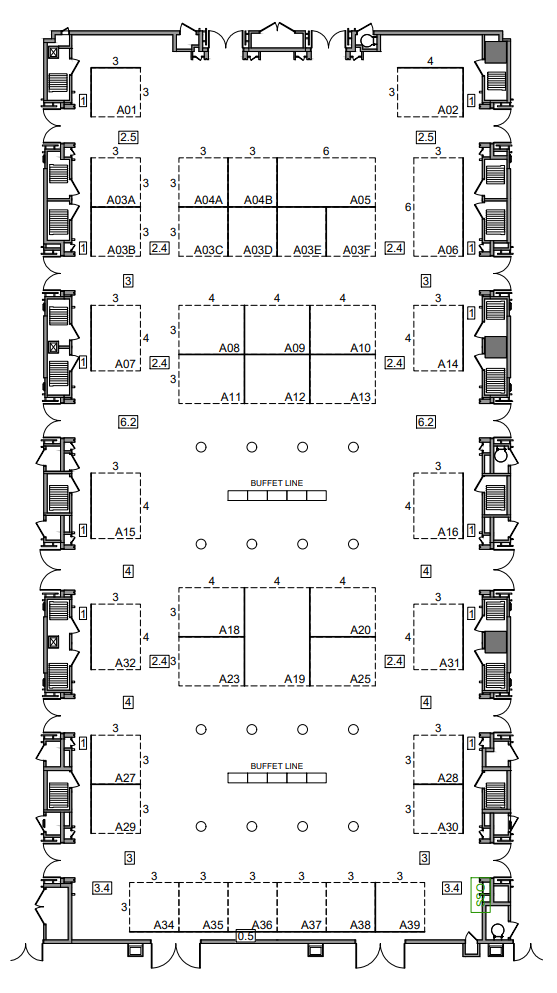 3 4
1 3 3 1
A01 A02
2.5 2.5
3 3 3 6 3
3 3
A03A A04A A04B A05
6
3 3
1 A03B 2.4 A03C A03D A03E A03F 2.4 A06 1
3 3
3 4 4 4 3
1
3
4 4
A08 A09 A10
1 A07 2.4 2.4 A14
3
A11 A12 A13
6.2 6.2
3 3
BUFFET LINE
4 4
1 A15 A16 1
4 4
4 4 4
3 3
1 3 1
4 4
A18 A20
A32 2.4 3 2.4 A31
A23 A19 A25
4 4
3 3
1 1
3 3
BUFFET LINE
A27 A28
3 3
A29 A30
3 3
3 3 3 3 3 3
3.4 3.4
OPS
3
A34 A35 A36 A37 A38 A39
0.5